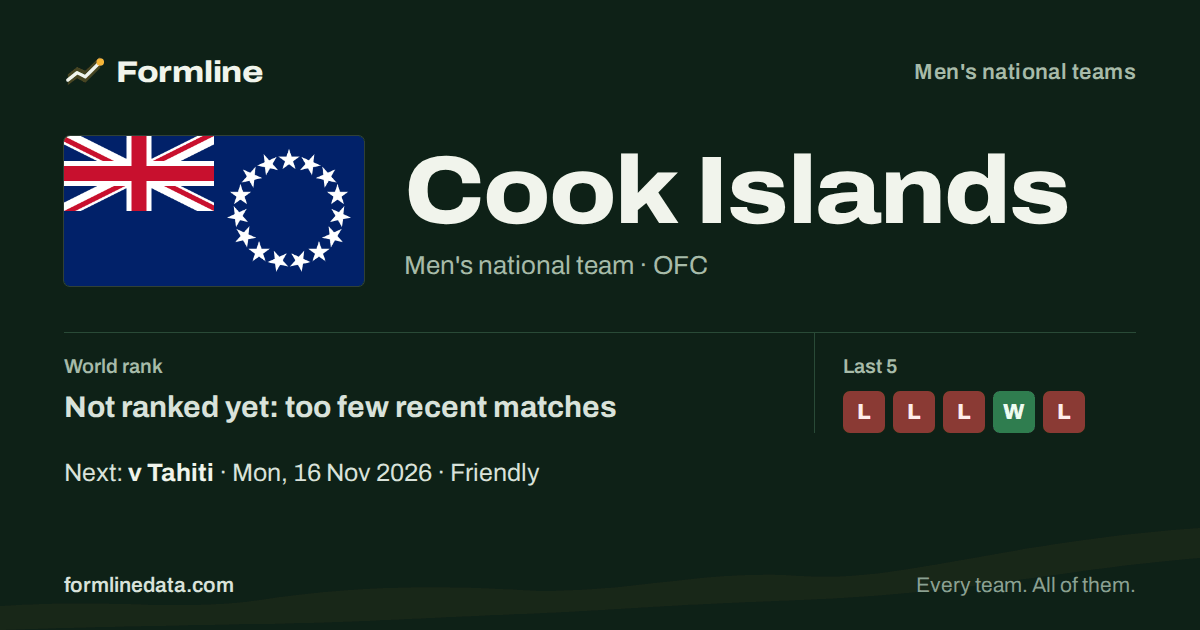 Formline
Men's national teams
Cook Islands
Men's national team · OFC
World rank
Not ranked yet: too few recent matches
Last 5
L L L W L
Next: v Tahiti · Mon, 16 Nov 2026 · Friendly
formlinedata.com
Every team. All of them.